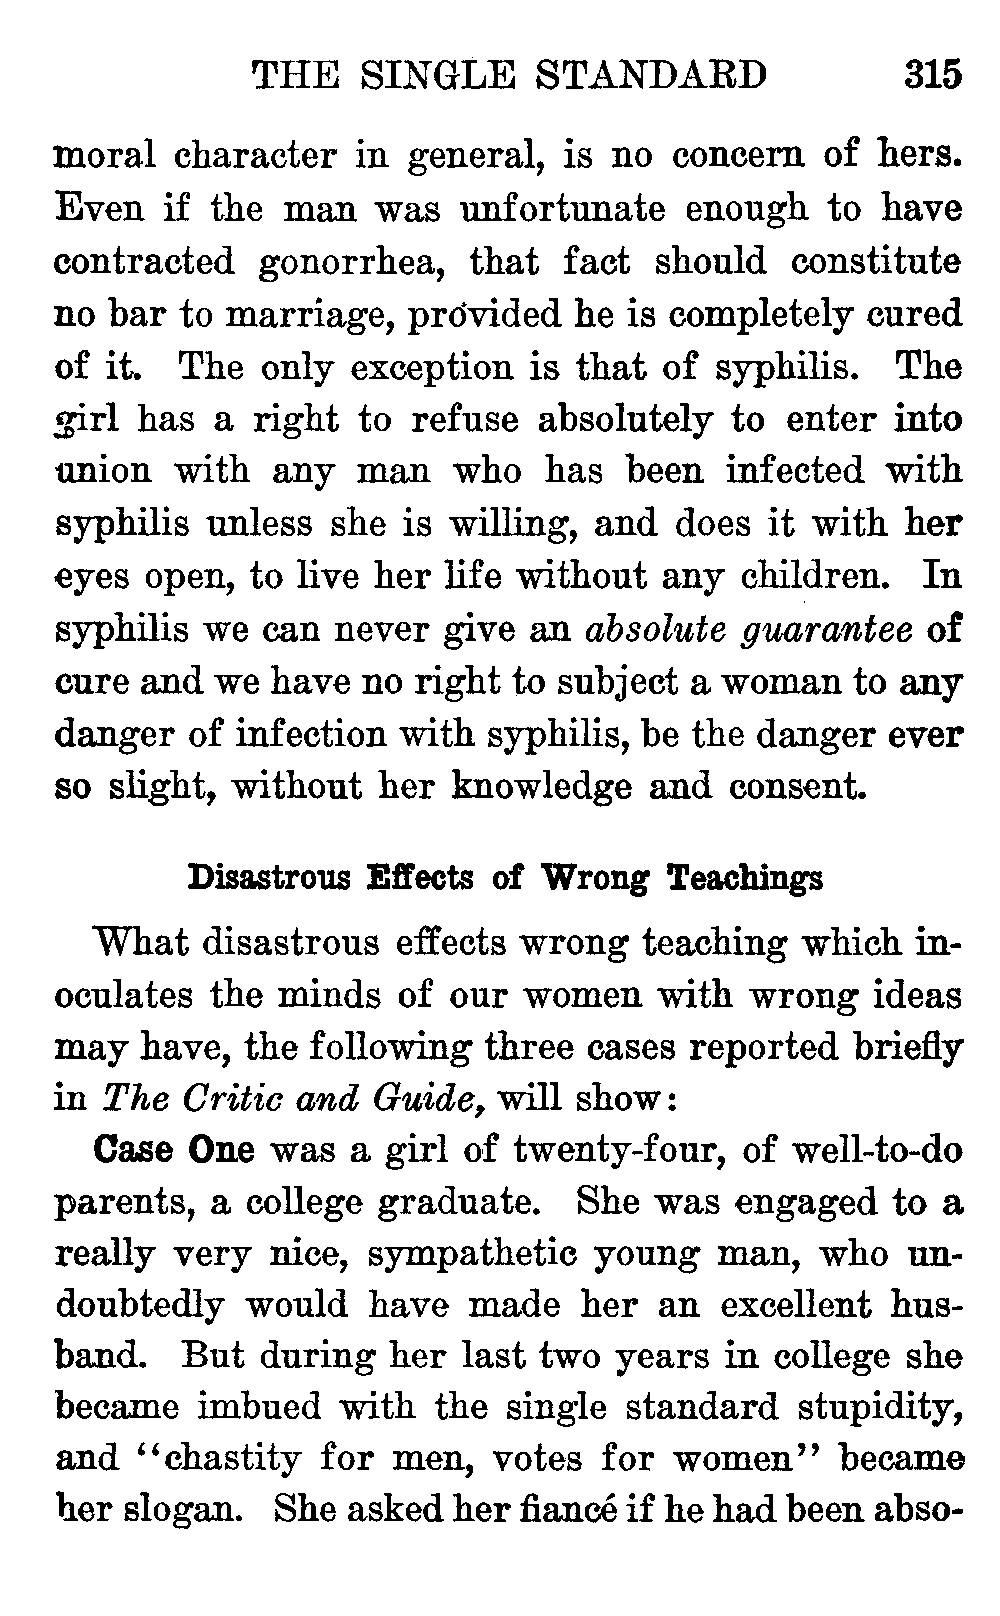 THE SINGLE STANDARD 315
moral character in general, is no concern of hers.
Even if the man was unfortunate enough to have
contracted gonorrhea, that fact should constitute
no bar to marriage, provided he is completely cured
of it. The only exception is that of syphilis. The
girl has a right to refuse absolutely to enter into
union with any man who has been infected with
syphilis unless she is willing, and does it with her
eyes open, to live her life without any children. In
syphilis we can never give an absolute guarantee of
cure and we have no right to subject a woman to any
danger of infection with syphilis, be the danger ever
so slight, without her knowledge and consent.
Disastrous Effects of Wrong Teachings
What disastrous effects wrong teaching which in-
oculates the minds of our women with wrong ideas
may have, the following three cases reported briefly
in The Critic and Guide, will show:
Case One was a girl of twenty-four, of well-to-do
parents, a college graduate. She was engaged to a
really very nice, sympathetic young man, who un-
doubtedly would have made her an excellent hus-
band. But during her last two years in college she
became imbued with the single standard stupidity,
and "chastity for men, votes for women" became
her slogan. She asked her fiancé if he had been abso-